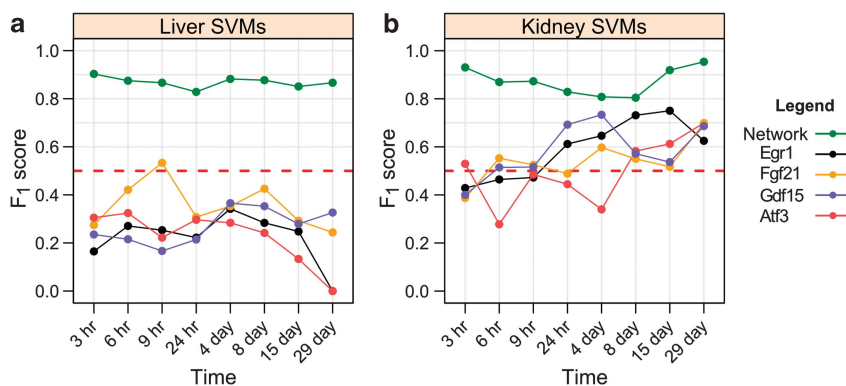 a
Liver SVMs
F1 score
1.0
0.8
0.6
0.4
0.2
0.0
3 hr
6 hr
9 hr
24 hr
4 day
8 day
15 day
29 day
Time
b
Kidney SVMs
F1 score
1.0
0.8
0.6
0.4
0.2
0.0
3 hr
6 hr
9 hr
24 hr
4 day
8 day
15 day
29 day
Time
Legend
Network
Egr1
Fgf21
Gdf15
Atf3